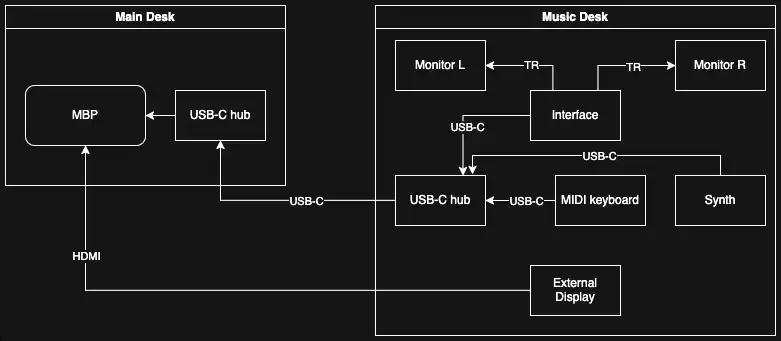 Main Desk
Music Desk
Monitor L
TR
TR
Monitor R
MBP
USB-C hub
Interface
USB-C
USB-C
USB-C
USB-C hub
USB-C
MIDI keyboard
Synth
HDMI
External
Display